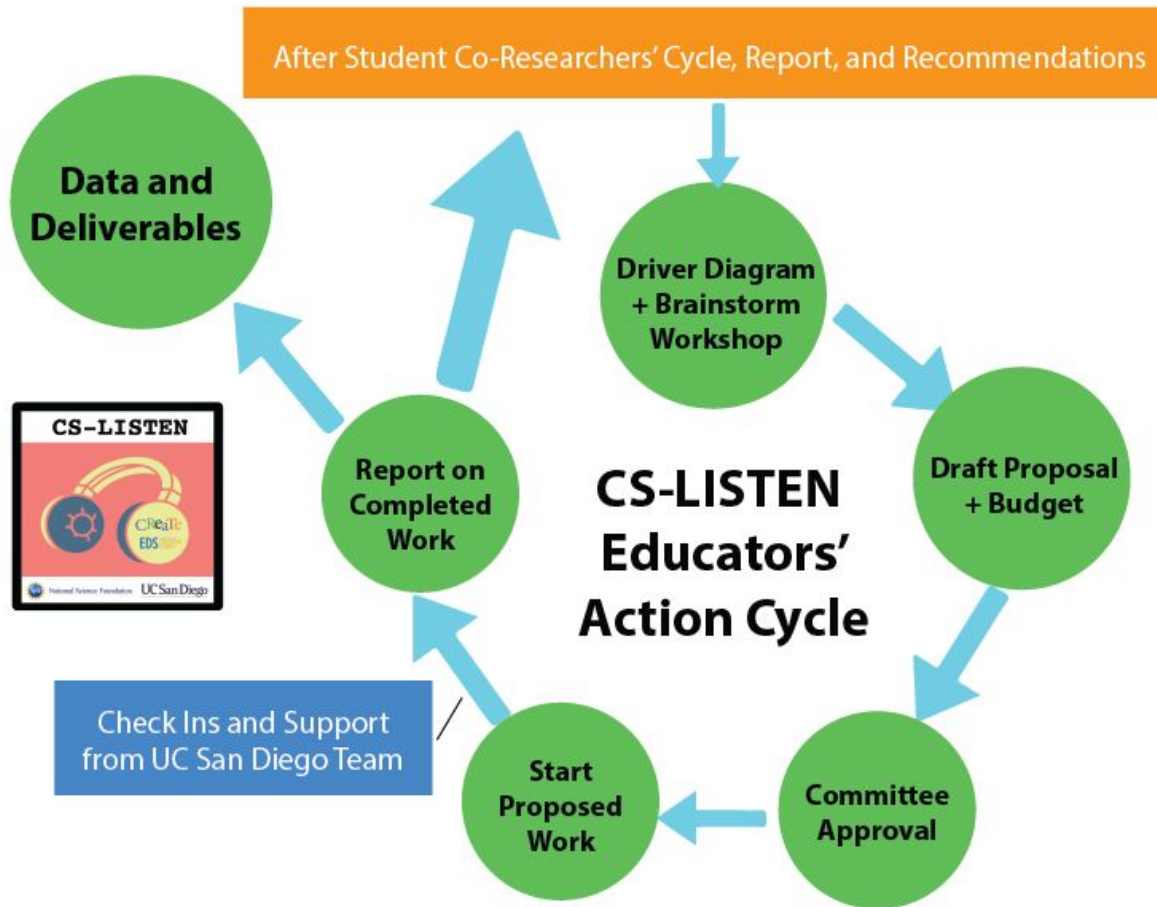 After Student Co-Researchers' Cycle, Report, and Recommendations
Data and
Deliverables
Driver Diagram
+ Brainstorm
Workshop
Draft Proposal
+ Budget
CS-LISTEN
Educators'
Action Cycle
Report on
Completed
Work
CS-LISTEN
CReaTe
EDS
National Science Foundation UC San Diego
Check Ins and Support
from UC San Diego Team
Start
Proposed
Work
Committee
Approval